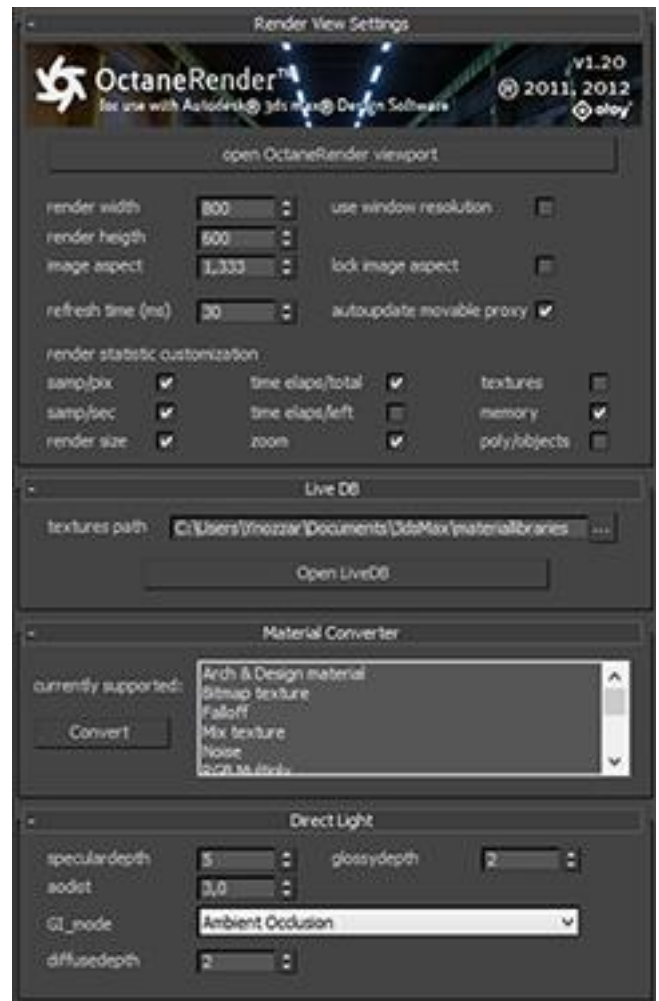 - Render View Settings
OctaneRender™ v1.20
for use with Autodesk® 3ds max® Design Software ® 2011, 2012
otoy
open OctaneRender viewport
render width 800 use window resolution
render heigth 600
image aspect 1,333 lock image aspect
refresh time (ms) 30 autoupdate movable proxy
render statistic customization
samp/pix time elaps/total textures
samp/sec time elaps/left memory
render size zoom poly/objects
- Live DB
textures path C:\Users\Ynozzar\Documents\3dsMax\materiallibraries ...
Open LiveDB
- Material Converter
currently supported:
Convert
Arch & Design material
Bitmap texture
Falloff
Mix texture
Noise
RGB Multiply
- Direct Light
speculardepth 5 glossydepth 2
aodist 3,0
GI_mode Ambient Occlusion
diffusedepth 2